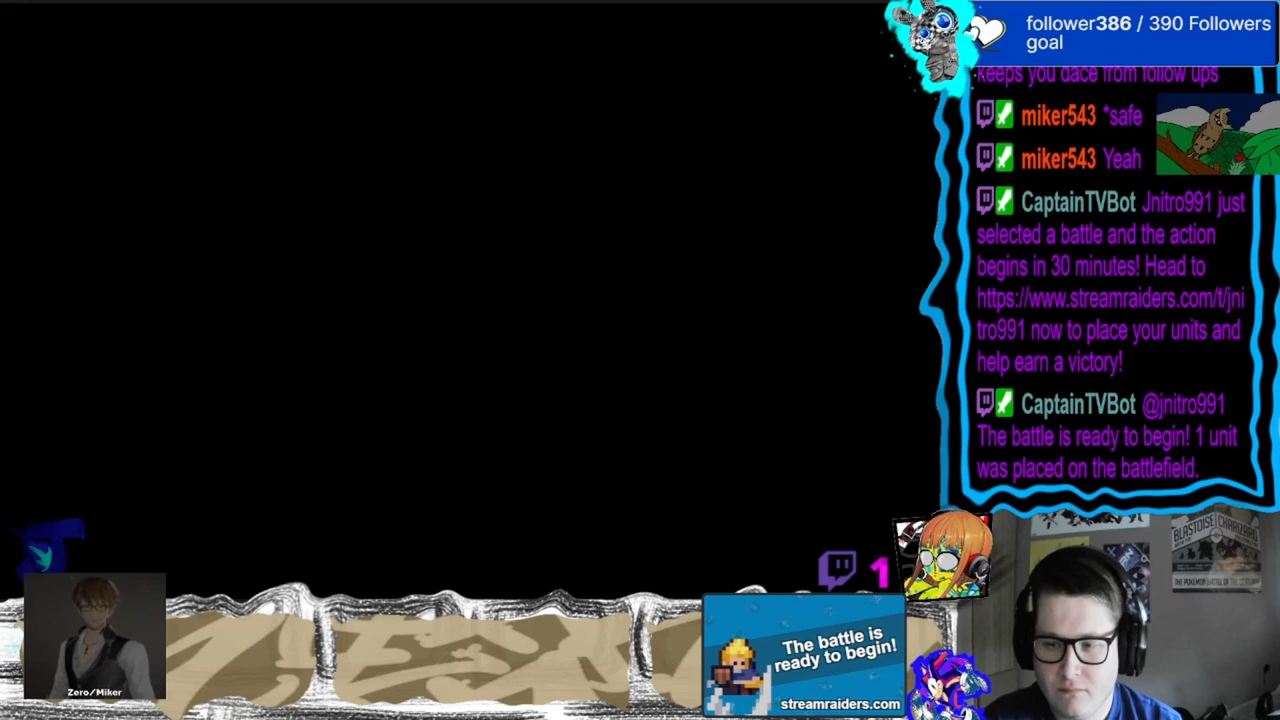 follower386 / 390 Followers
goal
keeps you dace from follow ups
miker543 *safe
miker543 Yeah
CaptainTVBot Jnitro991 just
selected a battle and the action
begins in 30 minutes! Head to
https://www.streamraiders.com/t/jni
tro991 now to place your units and
help earn a victory!
CaptainTVBot @jnitro991
The battle is ready to begin! 1 unit
was placed on the battlefield.
1
BLASTOISE CHARIZARD
Zero/Miker
The battle is
ready to begin!
streamraiders.com